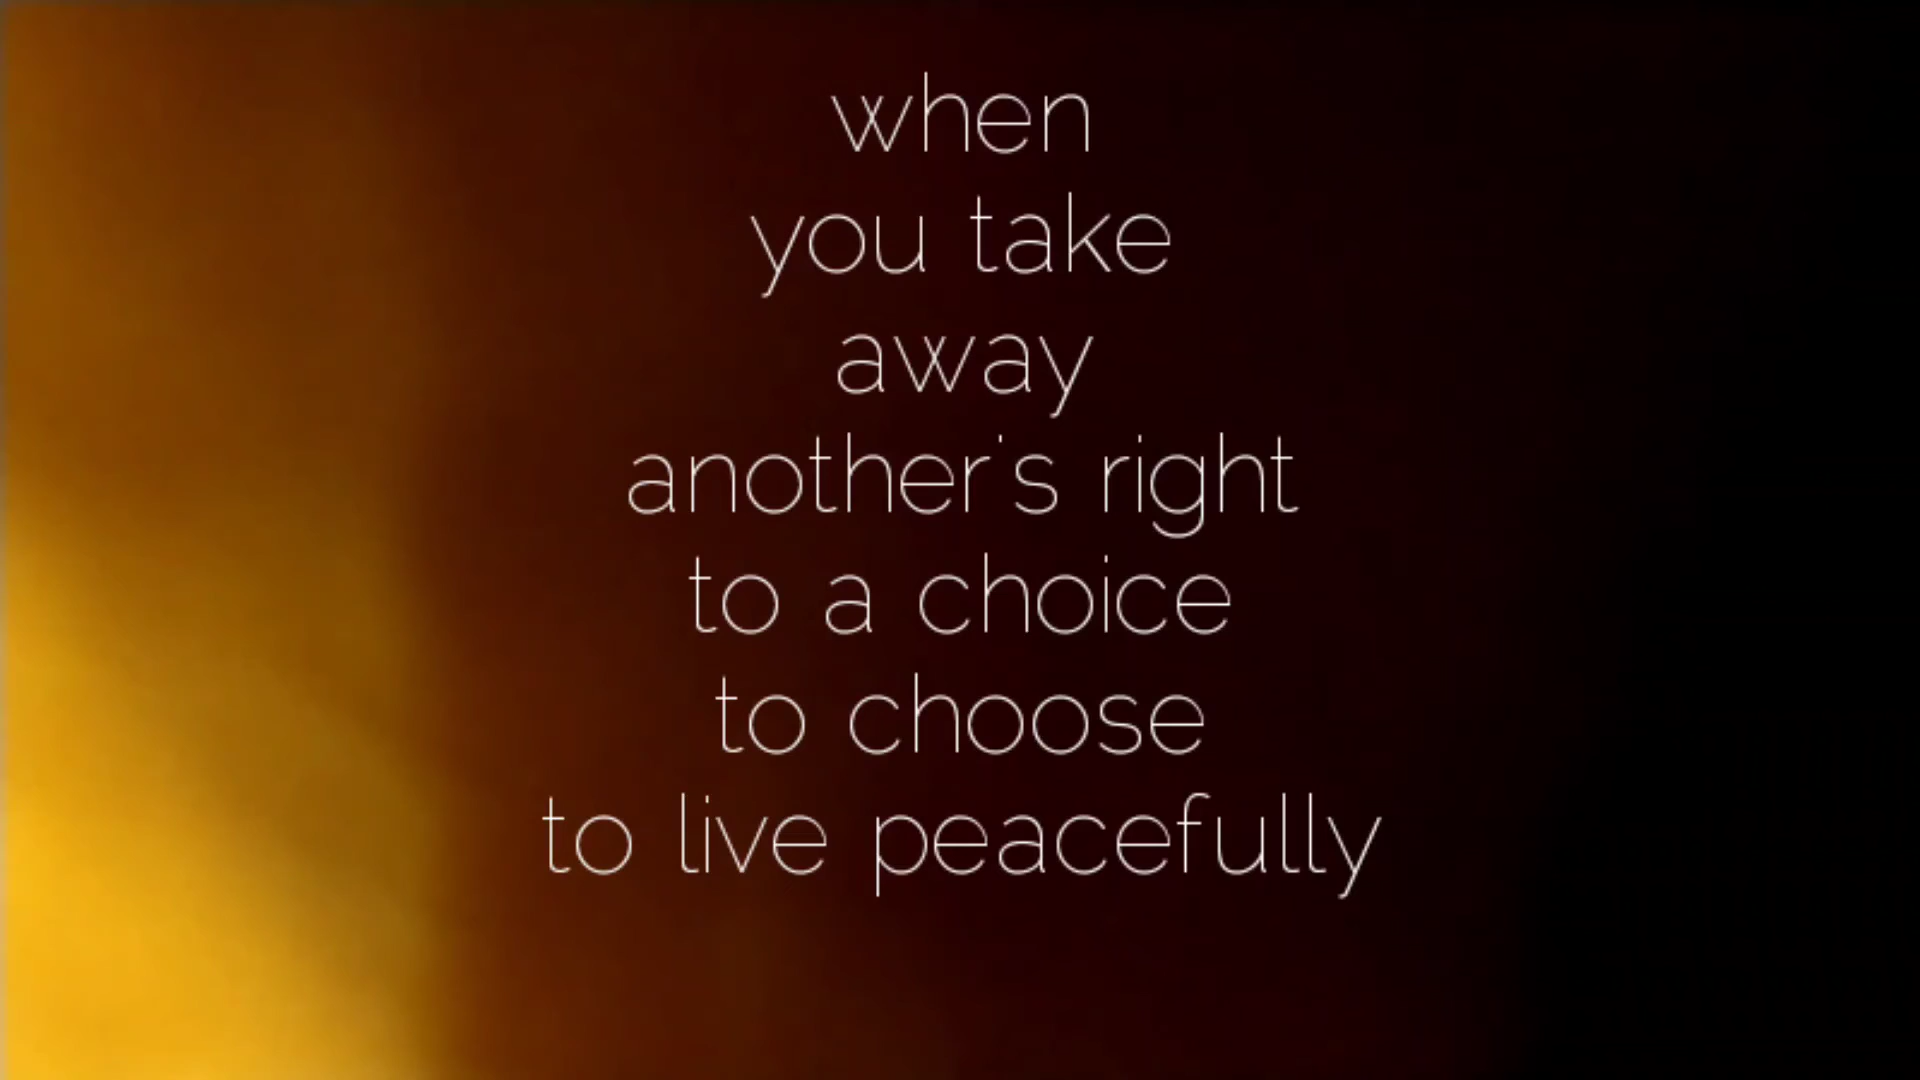 when
you take
away
another's right
to a choice
to choose
to live peacefully